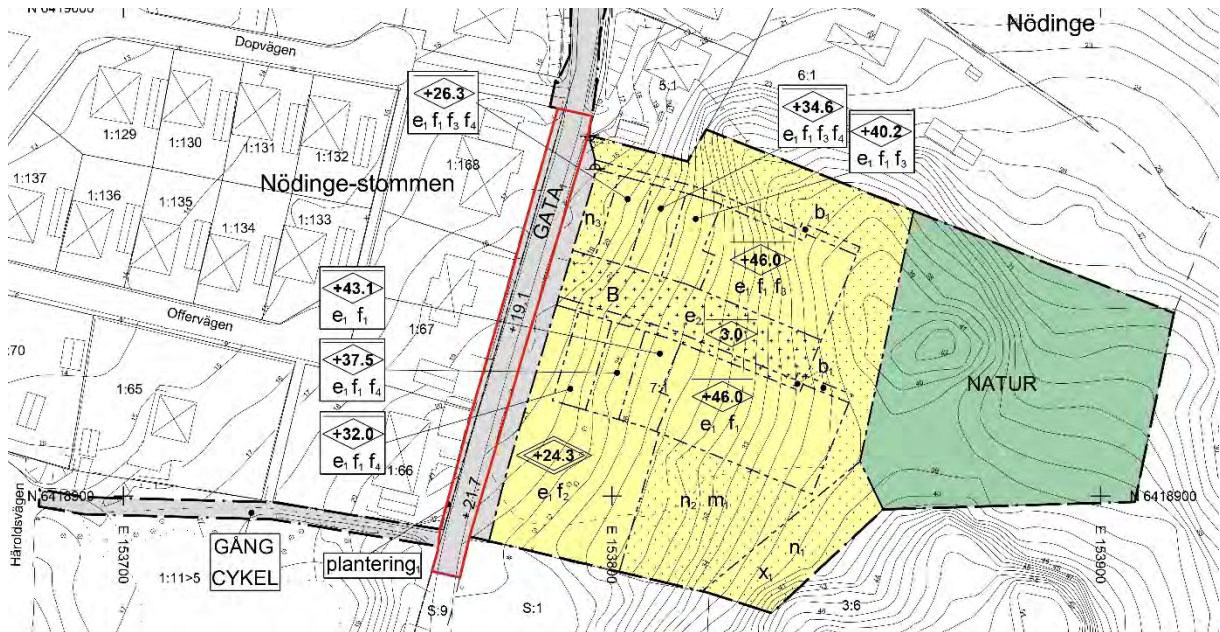 N 6419000
Dopvägen
Nödinge
+26.3
e₁ f₁ f₃ f₄
5:1
6:1
+34.6
e₁ f₁ f₃ f₄
+40.2
e₁ f₁ f₃
1:129
1:130
1:131
1:132
1:168
1:137
1:136
1:135
1:134
1:133
Nödinge-stommen
GATA₁
n₃
b₁
+46.0
e₁ f₁ f₃
B
e₂
3.0
+43.1
e₁ f₁
Offervägen
1:67
+19.1
+37.5
e₁ f₁ f₄
:70
1:65
b₁
+46.0
e₁ f₁
NATUR
+32.0
e₁ f₁ f₄
1:66
+24.3
e₁ f₂
n₂ m₁
+21.7
n₁
x₁
N 6418900
N 6418900
Häroldsvägen
E 153700
E 153800
E 153900
GÅNG
CYKEL
plantering₁
1:11>5
S:9
S:1
3:6